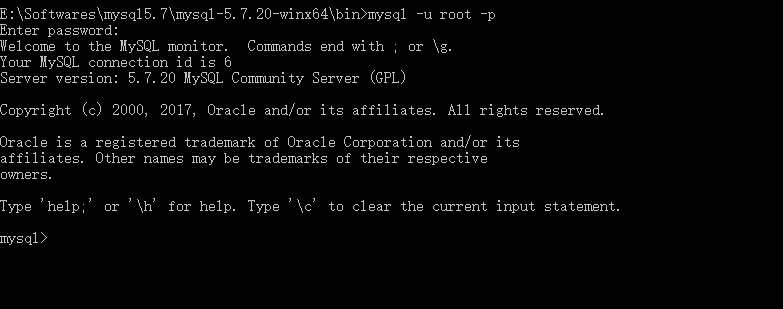 E:\Softwares\mysql5.7\mysql-5.7.20-winx64\bin>mysql -u root -p
Enter password:
Welcome to the MySQL monitor.  Commands end with ; or \g.
Your MySQL connection id is 6
Server version: 5.7.20 MySQL Community Server (GPL)
Copyright (c) 2000, 2017, Oracle and/or its affiliates. All rights reserved.
Oracle is a registered trademark of Oracle Corporation and/or its
affiliates. Other names may be trademarks of their respective
owners.
Type 'help;' or '\h' for help. Type '\c' to clear the current input statement.
mysql>